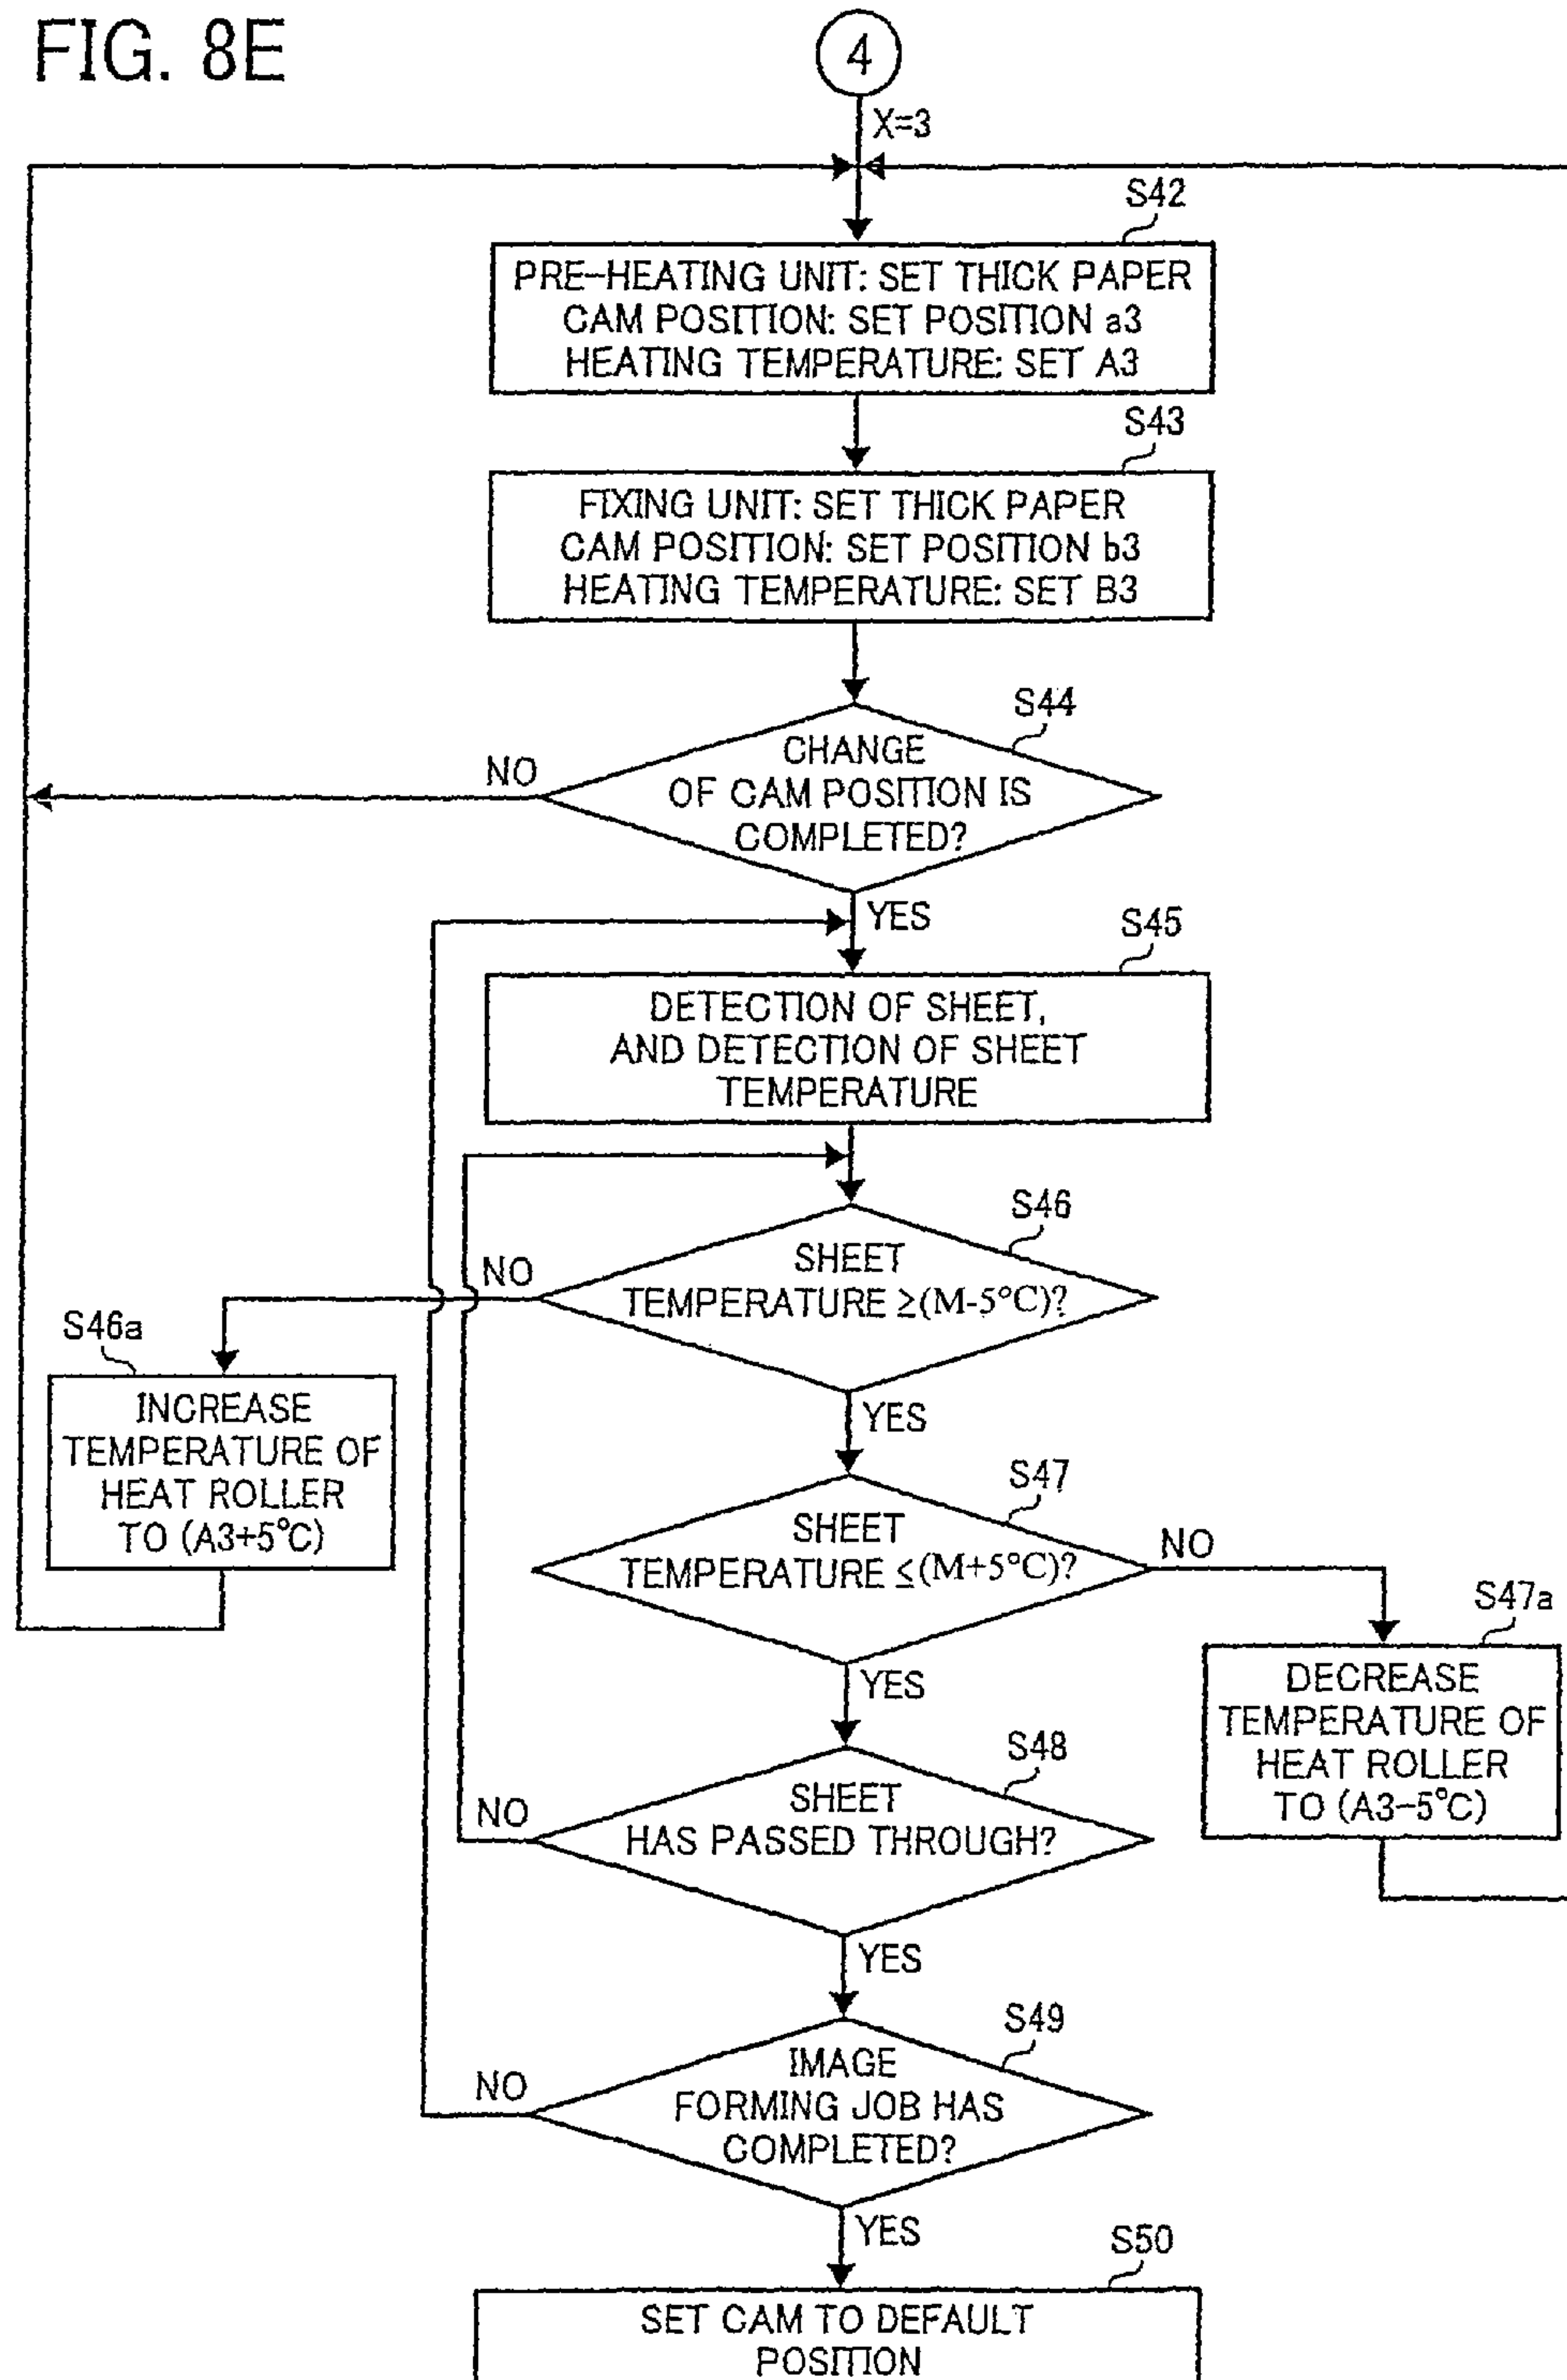 FIG. 8E
4
X=3
S42
PRE-HEATING UNIT: SET THICK PAPER
CAM POSITION: SET POSITION a3
HEATING TEMPERATURE: SET A3
S43
FIXING UNIT: SET THICK PAPER
CAM POSITION: SET POSITION b3
HEATING TEMPERATURE: SET B3
S44
CHANGE
OF CAM POSITION IS
COMPLETED?
NO
YES
S45
DETECTION OF SHEET,
AND DETECTION OF SHEET
TEMPERATURE
S46
SHEET
TEMPERATURE ≥(M-5°C)?
NO
YES
S46a
INCREASE
TEMPERATURE OF
HEAT ROLLER
TO (A3+5°C)
S47
SHEET
TEMPERATURE ≤(M+5°C)?
NO
YES
S47a
DECREASE
TEMPERATURE OF
HEAT ROLLER
TO (A3-5°C)
S48
SHEET
HAS PASSED THROUGH?
NO
YES
S49
IMAGE
FORMING JOB HAS
COMPLETED?
NO
YES
S50
SET CAM TO DEFAULT
POSITION